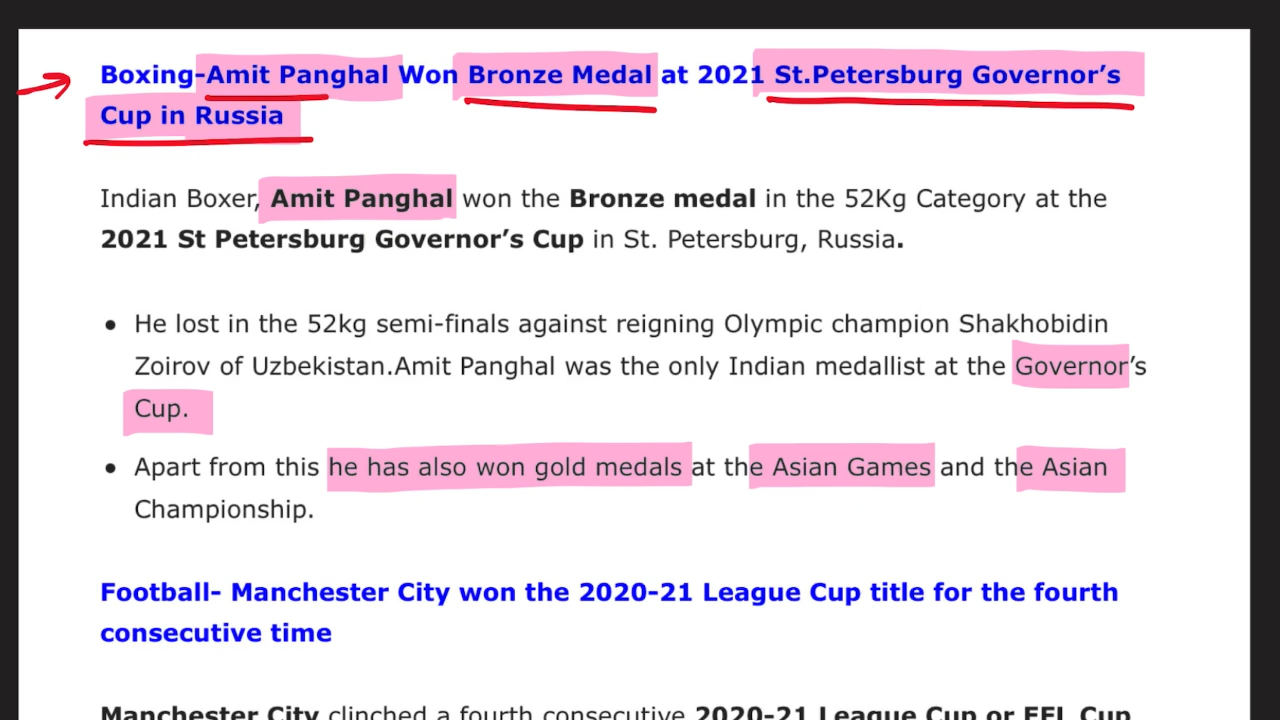 Boxing-Amit Panghal Won Bronze Medal at 2021 St.Petersburg Governor’s
Cup in Russia
Indian Boxer, Amit Panghal won the Bronze medal in the 52Kg Category at the
2021 St Petersburg Governor’s Cup in St. Petersburg, Russia.
• He lost in the 52kg semi-finals against reigning Olympic champion Shakhobidin
Zoirov of Uzbekistan.Amit Panghal was the only Indian medallist at the Governor’s
Cup.
• Apart from this he has also won gold medals at the Asian Games and the Asian
Championship.
Football- Manchester City won the 2020-21 League Cup title for the fourth
consecutive time
Manchester City clinched a fourth consecutive 2020-21 League Cup or EFL Cup